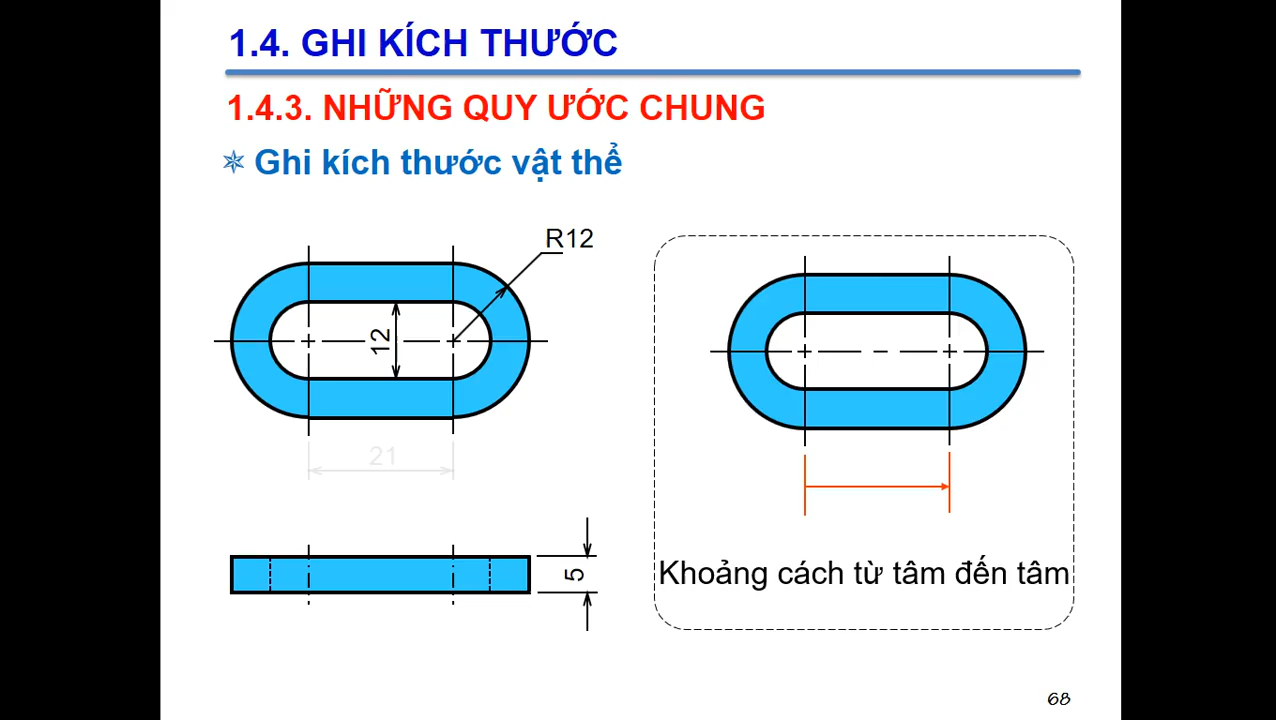 1.4. GHI KÍCH THƯỚC
1.4.3. NHỮNG QUY ƯỚC CHUNG
Ghi kích thước vật thể
R12
12
21
5
Khoảng cách từ tâm đến tâm
68